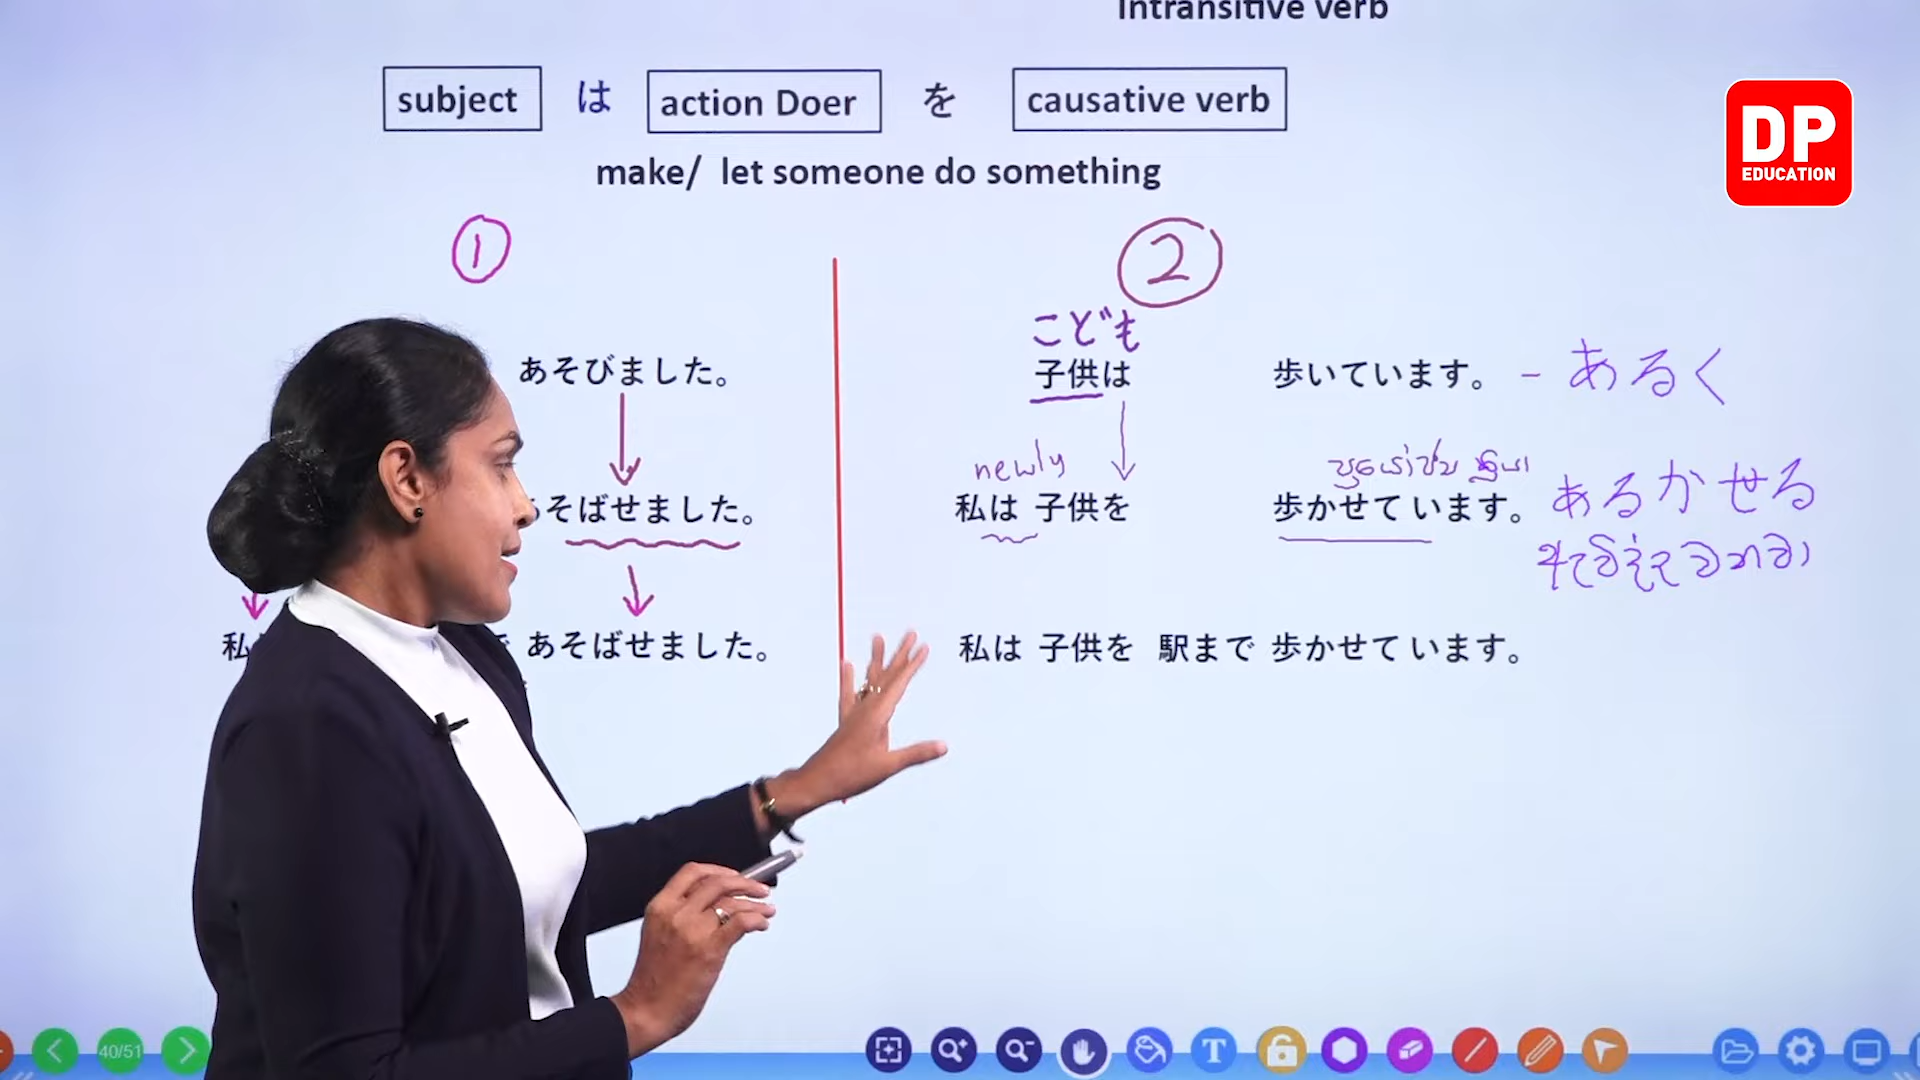 Intransitive verb
subject は action Doer を causative verb
make/ let someone do something
DP
EDUCATION
1
2
こども
あそびました。
子供は 歩いています。 - あるく
newly ප්‍රයෝජ්‍ය ක්‍රියා
そばせました。
私は 子供を 歩かせて います。 あるかせる
ඇවිද්දවනවා
私 あそばせました。
私は 子供を 駅まで 歩かせて います。
40/51
T